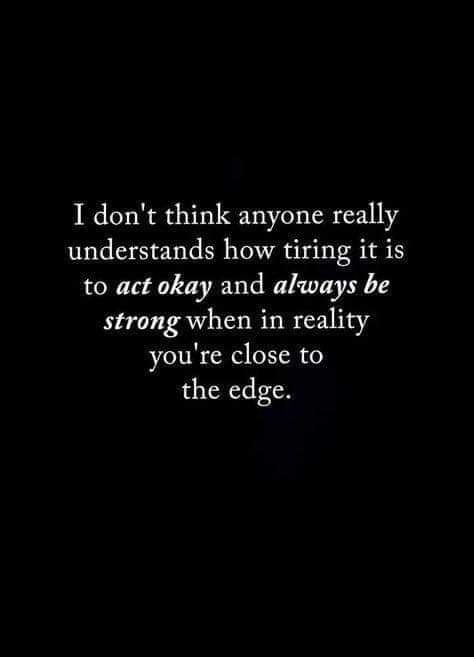 I don't think anyone really
understands how tiring it is
to act okay and always be
strong when in reality
you're close to
the edge.